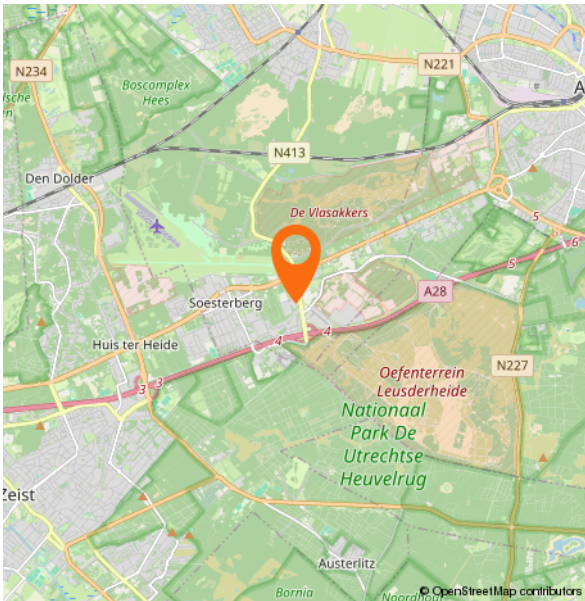 N221
N234
Boscomplex
Hees
A
N413
Den Dolder
De Vlasakkers
5
6
5
A28
Soesterberg
4
4
Huis ter Heide
N227
Oefenterrein
Leusderheide
3
3
Nationaal
Park De
Utrechtse
Heuvelrug
Zeist
Austerlitz
Bornia
© OpenStreetMap contributors